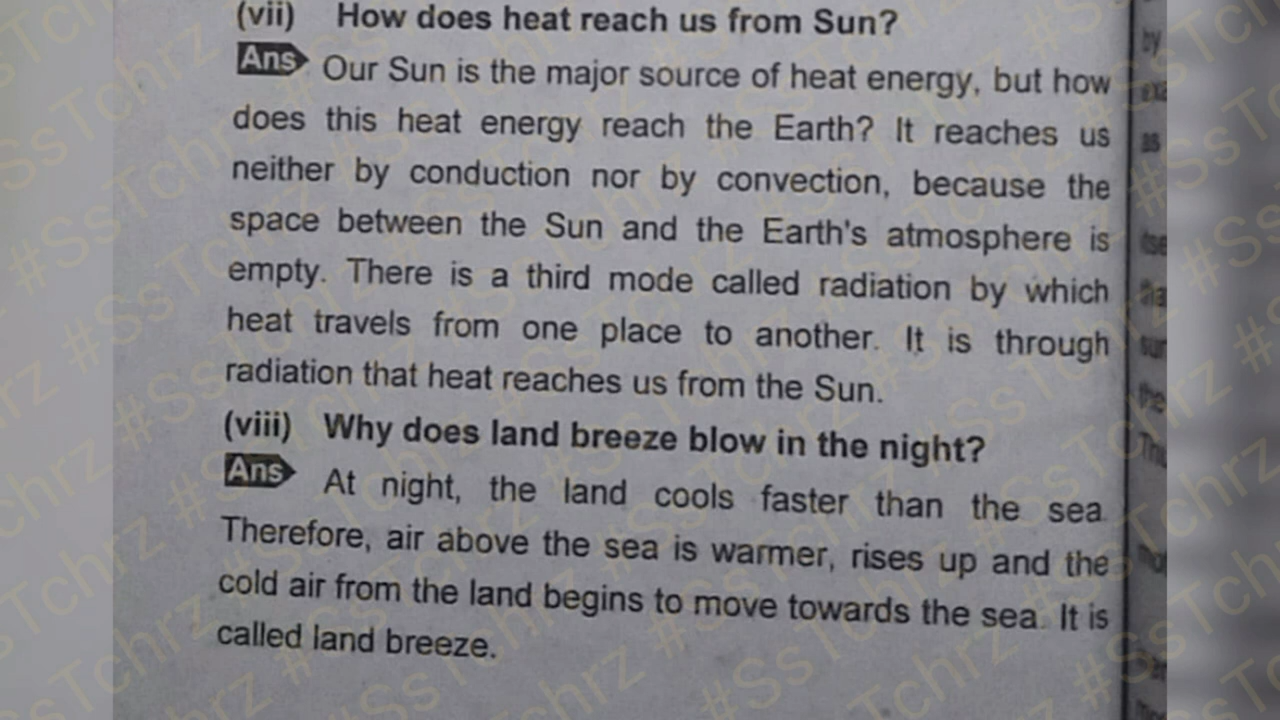 (vii) How does heat reach us from Sun?
Ans Our Sun is the major source of heat energy, but how
does this heat energy reach the Earth? It reaches us
neither by conduction nor by convection, because the
space between the Sun and the Earth's atmosphere is
empty. There is a third mode called radiation by which
heat travels from one place to another. It is through
radiation that heat reaches us from the Sun.
(viii) Why does land breeze blow in the night?
Ans At night, the land cools faster than the sea.
Therefore, air above the sea is warmer, rises up and the
cold air from the land begins to move towards the sea. It is
called land breeze.
by
as
the
#SsTchrz